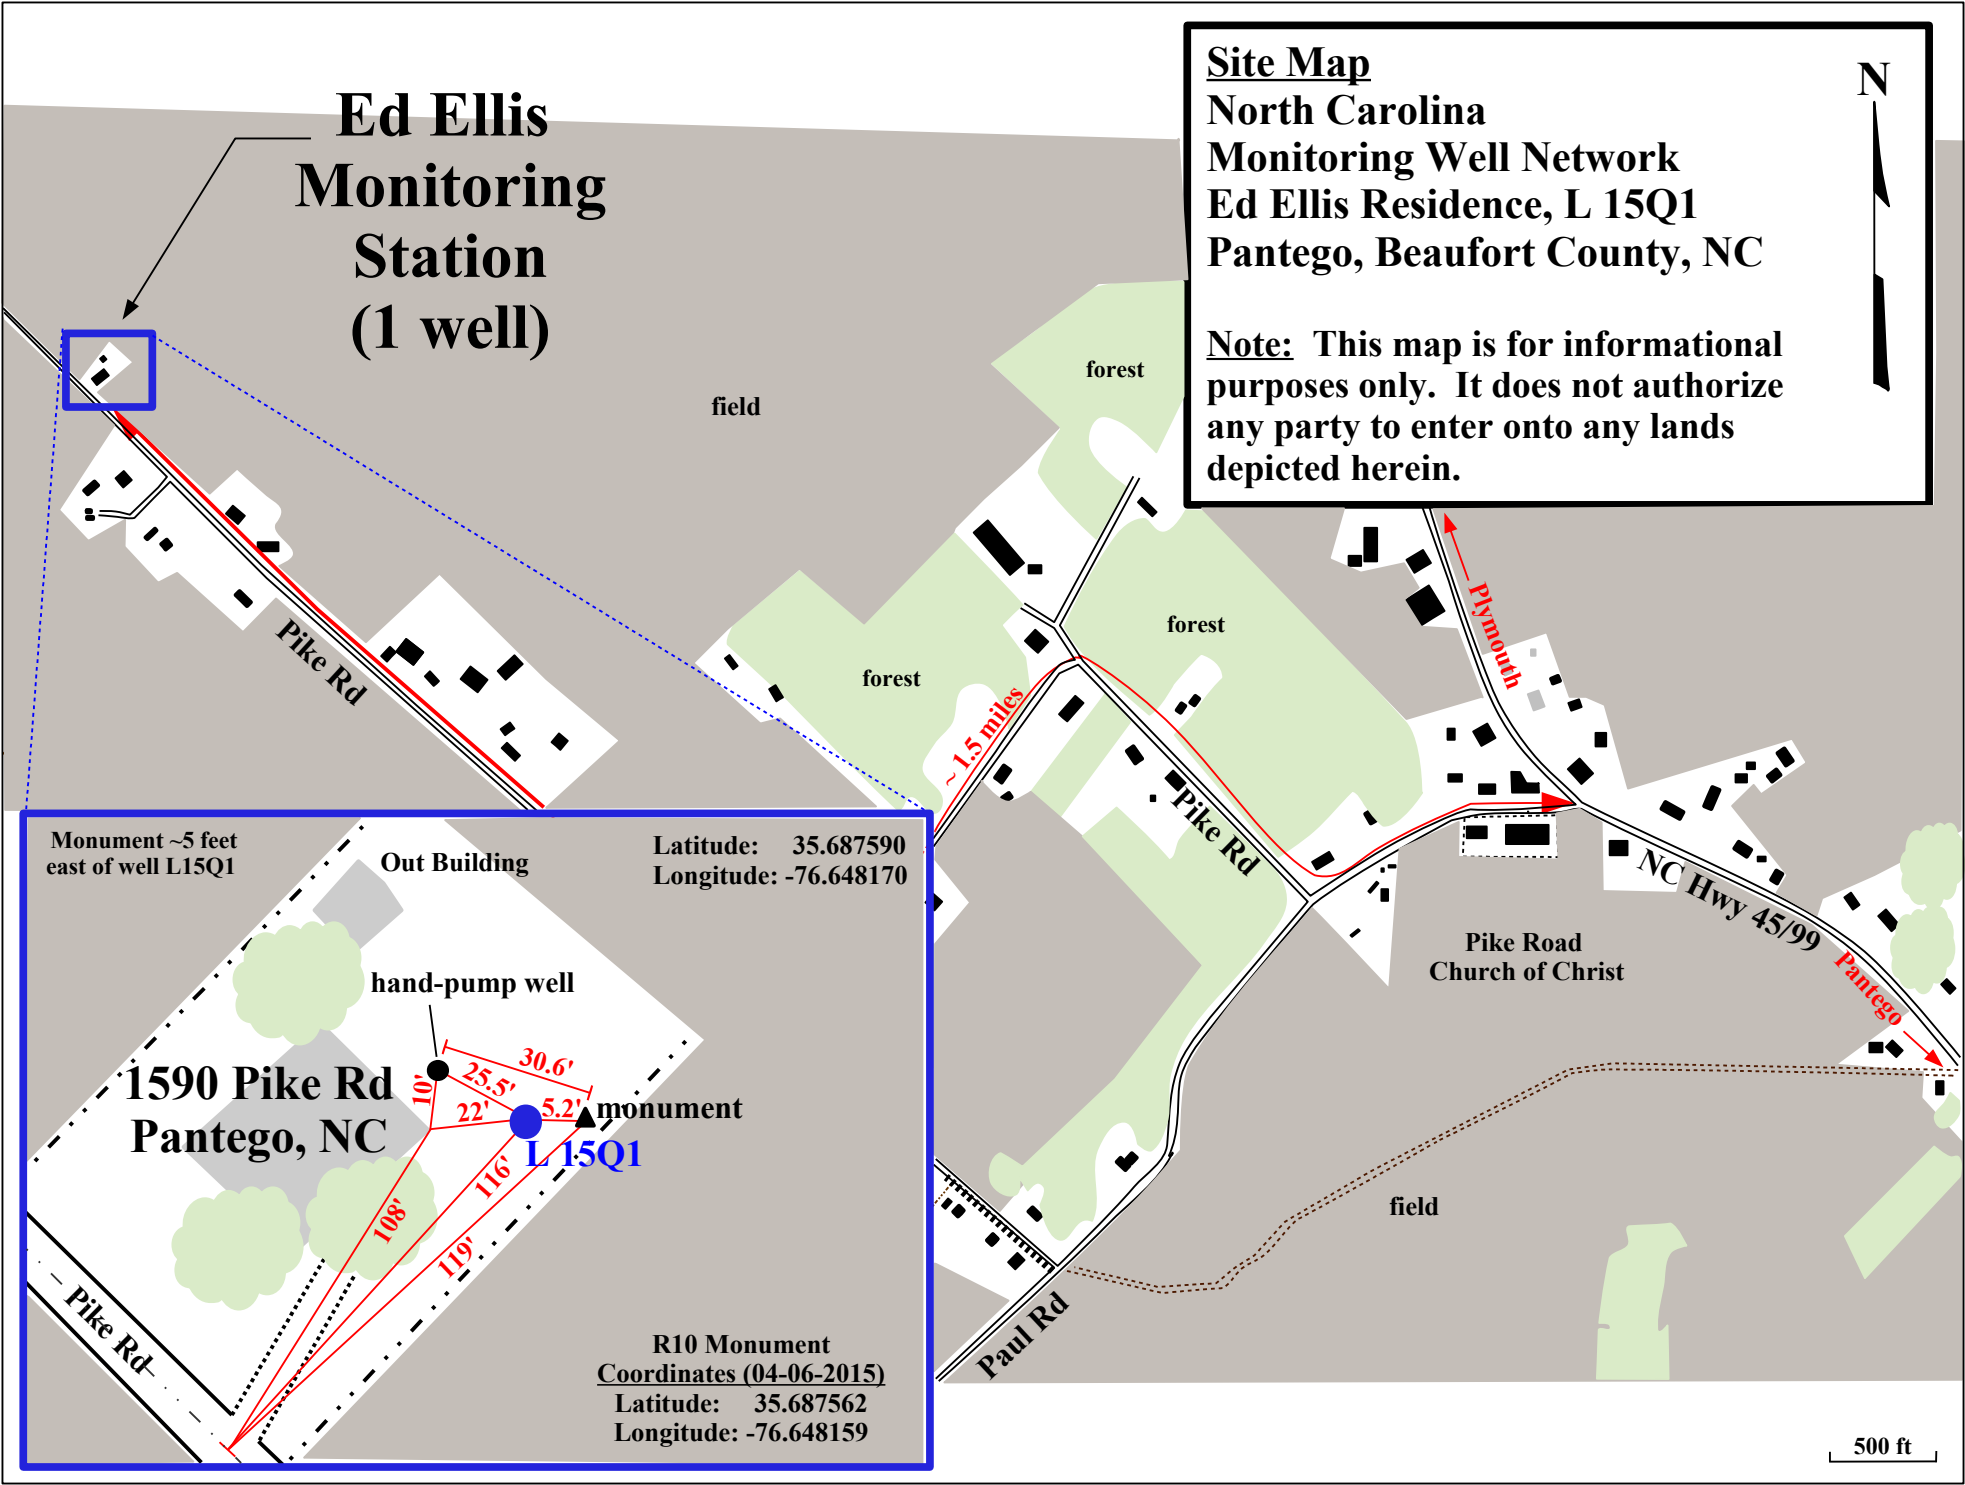 Ed Ellis
Monitoring
Station
(1 well)
Site Map
North Carolina
Monitoring Well Network
Ed Ellis Residence, L 15Q1
Pantego, Beaufort County, NC
Note: This map is for informational
purposes only. It does not authorize
any party to enter onto any lands
depicted herein.
N
field
forest
forest
forest
Pike Rd
~ 1.5 miles
Plymouth
Pike Rd
NC Hwy 45/99
Pantego
Pike Road
Church of Christ
field
Paul Rd
500 ft
Monument ~5 feet
east of well L15Q1
Out Building
Latitude: 35.687590
Longitude: -76.648170
hand-pump well
1590 Pike Rd
Pantego, NC
30.6'
25.5'
10'
22'
5.2'
monument
L 15Q1
116'
108'
119'
Pike Rd
R10 Monument
Coordinates (04-06-2015)
Latitude: 35.687562
Longitude: -76.648159